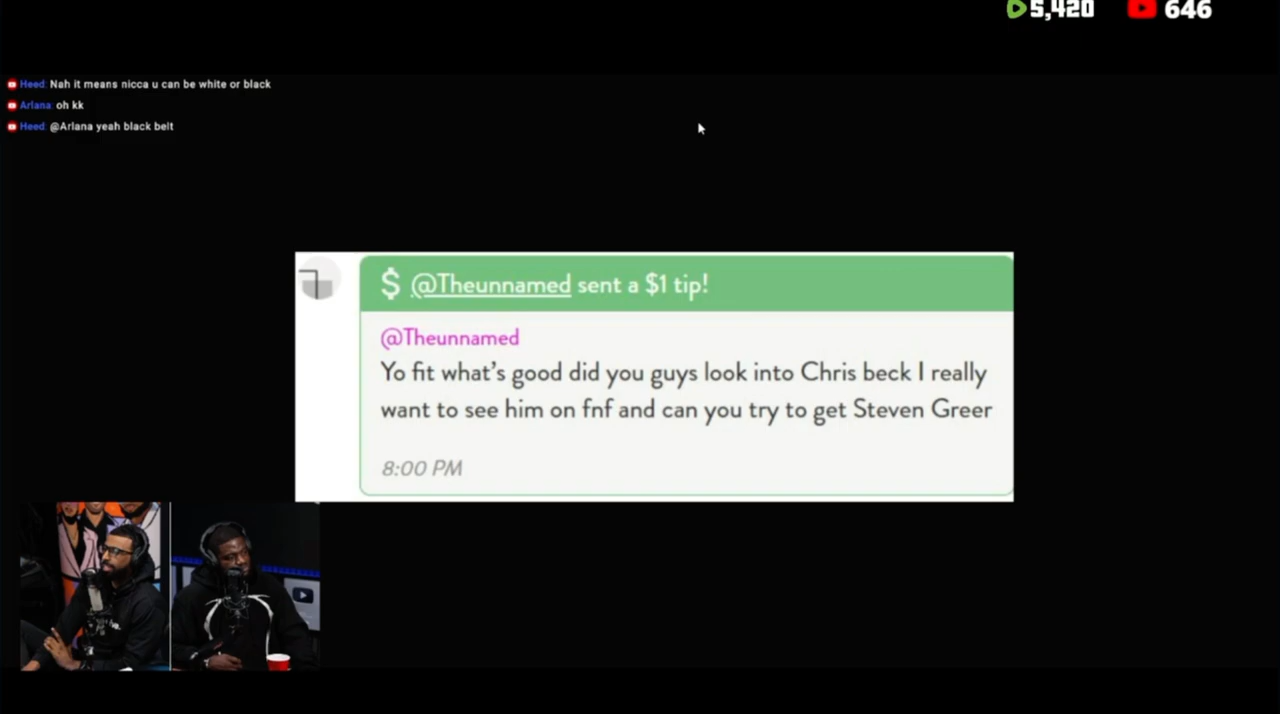 5,420 646
Heed: Nah it means nicca u can be white or black
Arlana: oh kk
Heed: @Arlana yeah black belt
$ @Theunnamed sent a $1 tip!
@Theunnamed
Yo fit what's good did you guys look into Chris beck I really
want to see him on fnf and can you try to get Steven Greer
8:00 PM